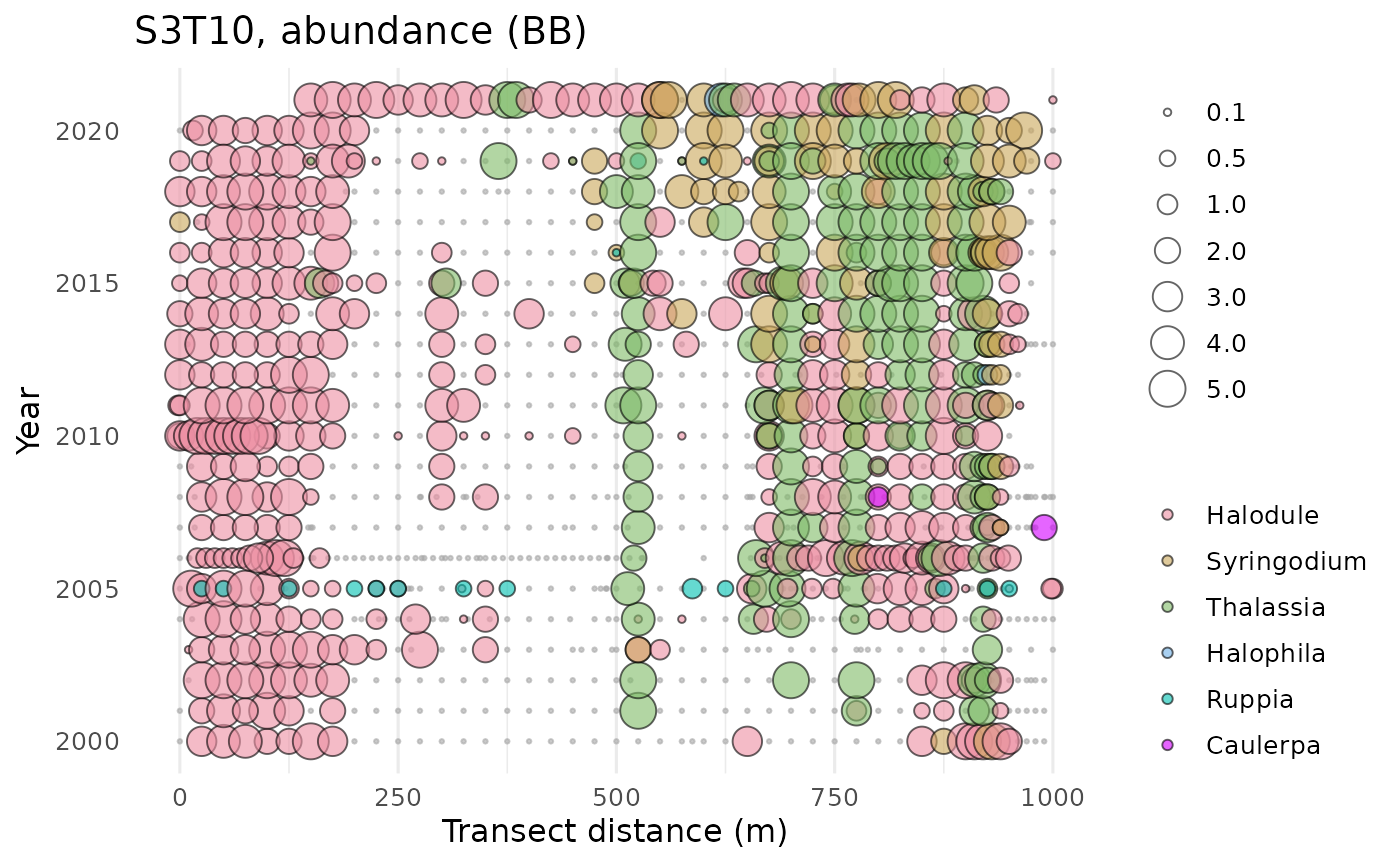 S3T10, abundance (BB)
2020
2015
2010
2005
2000
Year
0 250 500 750 1000
Transect distance (m)
0.1
0.5
1.0
2.0
3.0
4.0
5.0
Halodule
Syringodium
Thalassia
Halophila
Ruppia
Caulerpa